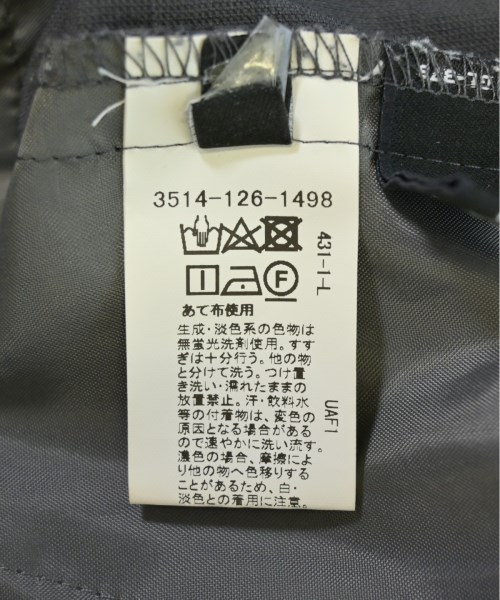 3514-126-1498
F
あて布使用
生成・淡色系の色物は
無蛍光洗剤使用。すす
ぎは十分行う。他の物
と分けて洗う。つけ置
き洗い・濡れたままの
放置禁止。汗・飲料水
等の付着物は、変色の
原因となる場合がある
ので速やかに洗い流す。
濃色の場合、摩擦によ
り他の物へ色移りする
ことがあるため、白・
淡色との着用に注意。
431-1-L
UAF1